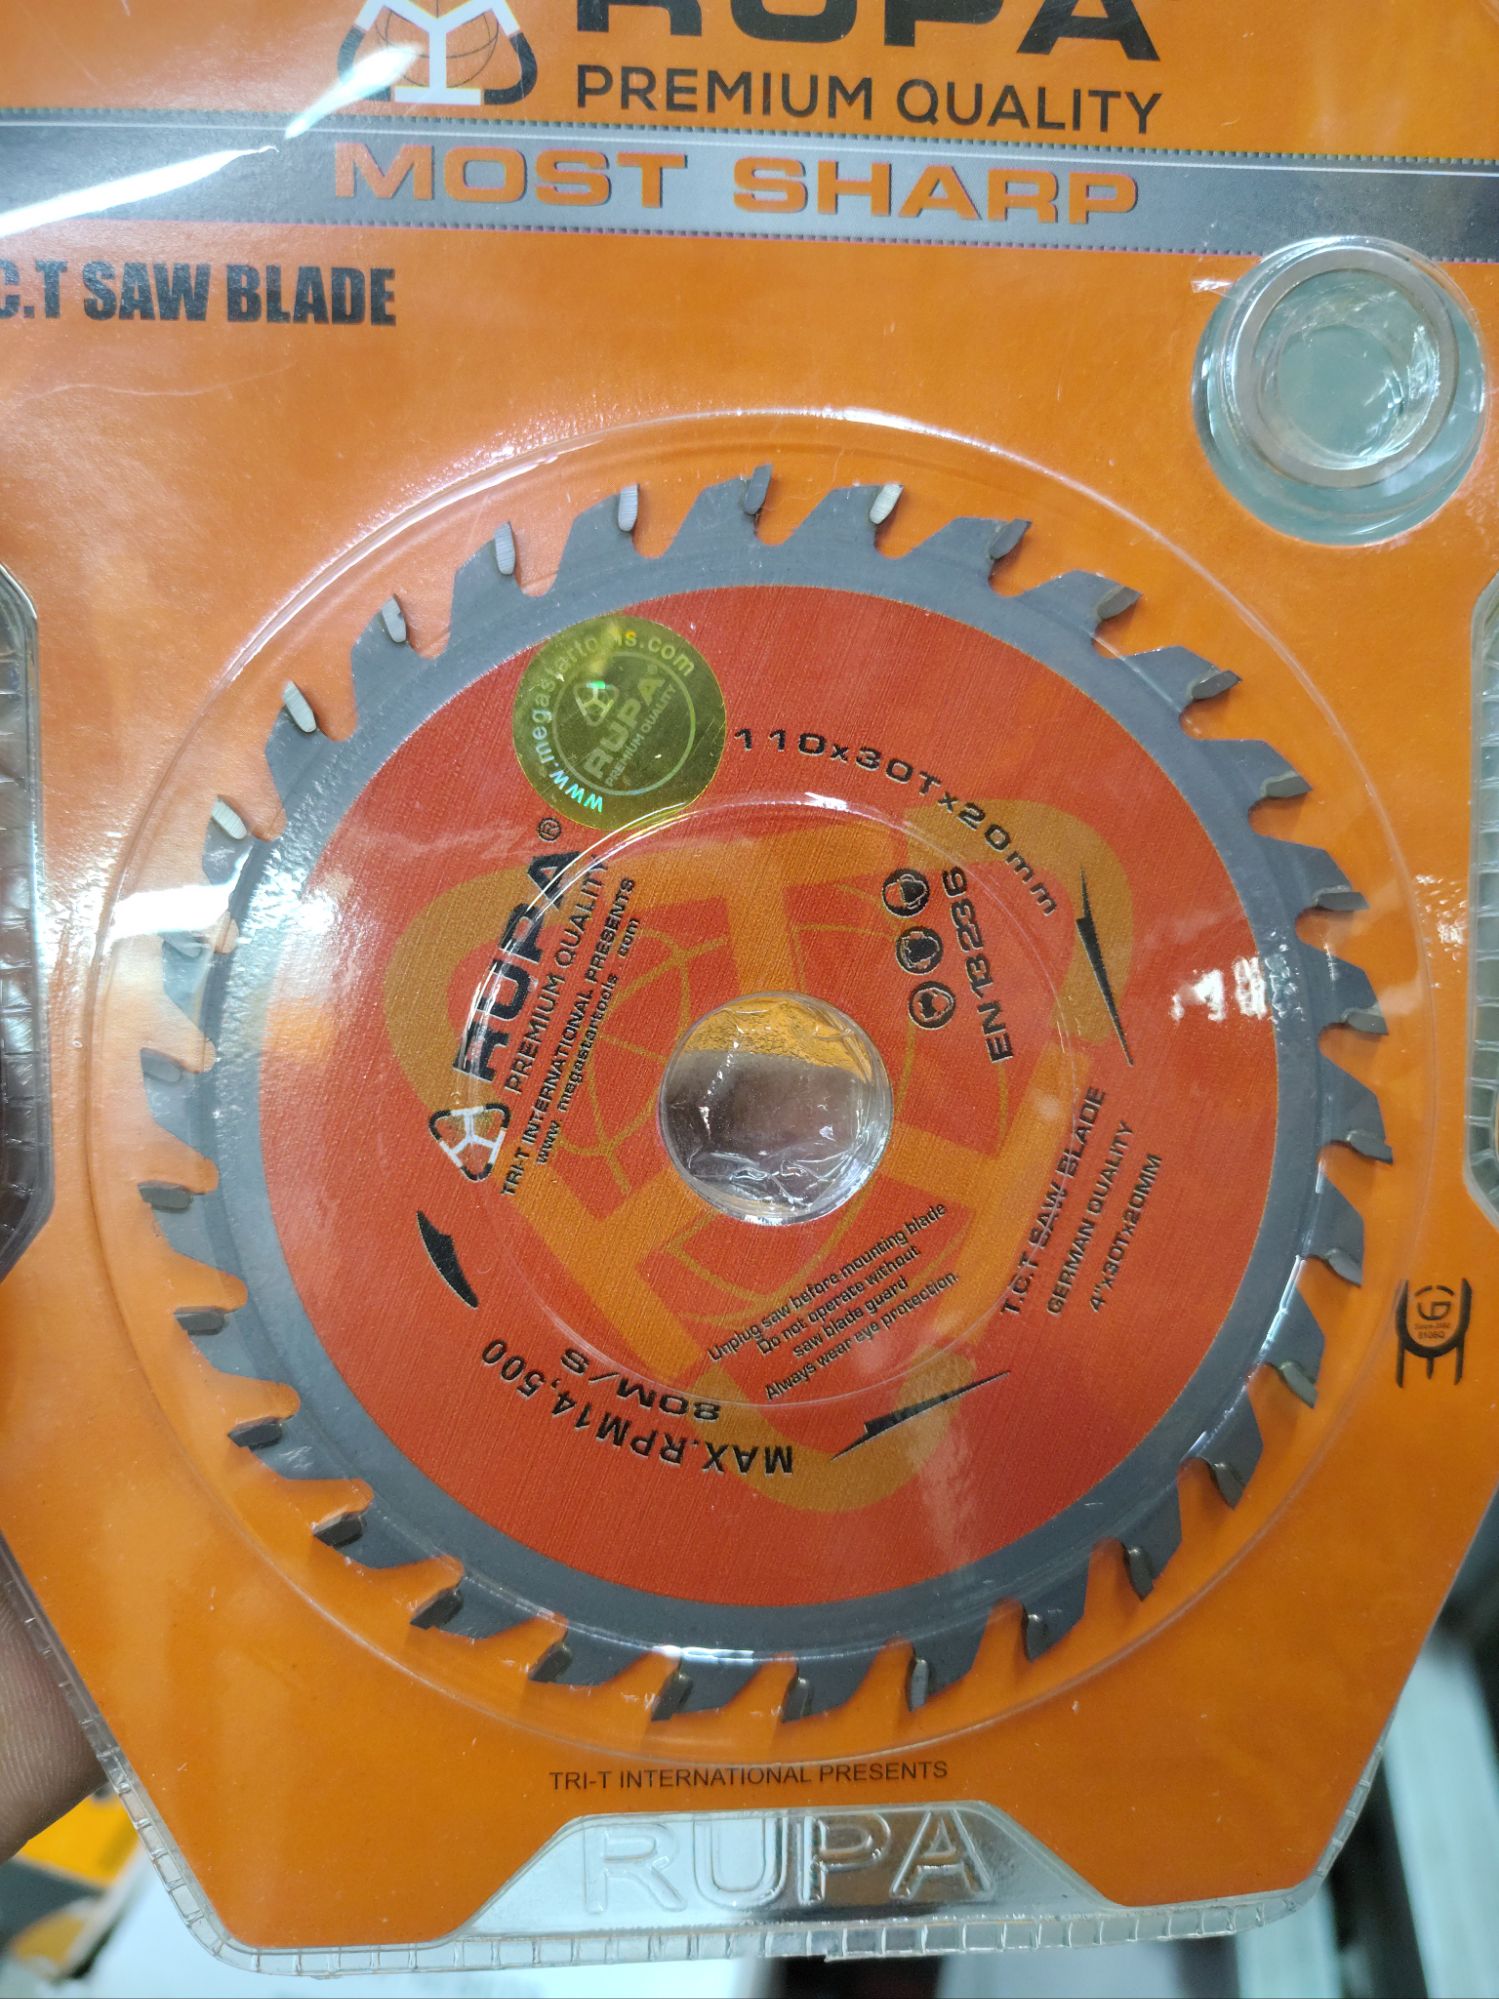 RUPA
PREMIUM QUALITY
MOST SHARP
C.T SAW BLADE
www.megastartools.com
RUPA®
PREMIUM QUALITY
110x30Tx20mm
EN 13236
RUPA®
PREMIUM QUALITY
TRI-T INTERNATIONAL PRESENTS
www.megastartools.com
T.C.T SAW BLADE
GERMAN QUALITY
4"x30Tx20MM
Unplug saw before mounting blade
Do not operate without
saw blade guard
Always wear eye protection.
MAX.RPM14,500
80M/S
TRI-T INTERNATIONAL PRESENTS
RUPA